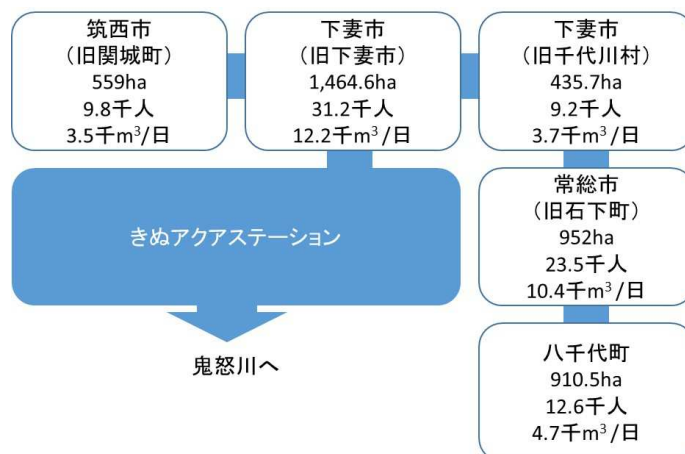 筑西市
（旧関城町）
559ha
9.8千人
3.5千m³/日
下妻市
（旧下妻市）
1,464.6ha
31.2千人
12.2千m³/日
下妻市
（旧千代川村）
435.7ha
9.2千人
3.7千m³/日
常総市
（旧石下町）
952ha
23.5千人
10.4千m³/日
八千代町
910.5ha
12.6千人
4.7千m³/日
きぬアクアステーション
鬼怒川へ